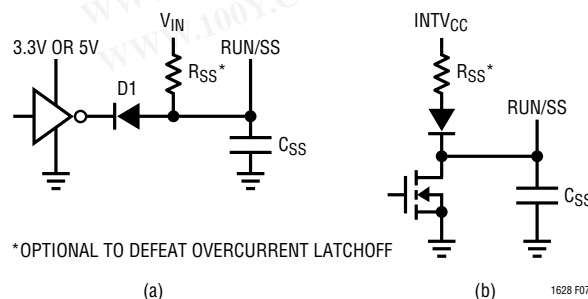 V_IN
INTV_CC
3.3V OR 5V
RUN/SS
R_SS*
R_SS*
D1
RUN/SS
C_SS
C_SS
*OPTIONAL TO DEFEAT OVERCURRENT LATCHOFF
(a)
(b)
1628 F07